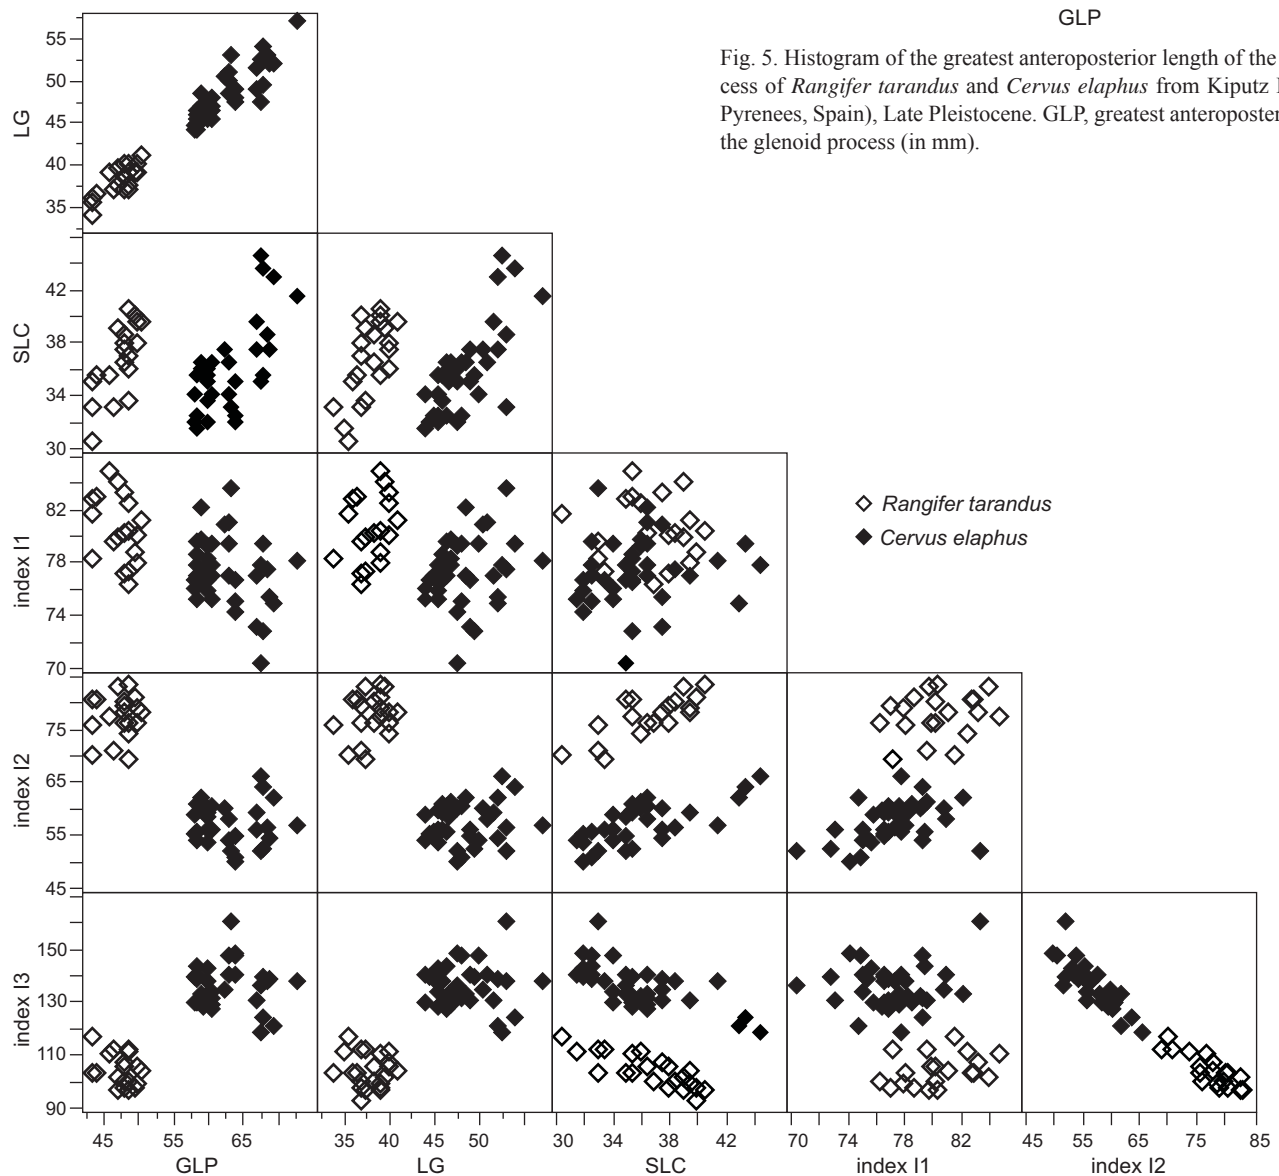 GLP
Fig. 5. Histogram of the greatest anteroposterior length of the
cess of Rangifer tarandus and Cervus elaphus from Kiputz
Pyrenees, Spain), Late Pleistocene. GLP, greatest anteroposter
the glenoid process (in mm).
LG
55
50
45
40
35
SLC
42
38
34
30
index I1
82
78
74
70
Rangifer tarandus
Cervus elaphus
index I2
75
65
55
45
index I3
150
130
110
90
45 55 65
35 40 45 50
30 34 38 42
70 74 78 82
45 55 65 75 85
GLP
LG
SLC
index I1
index I2